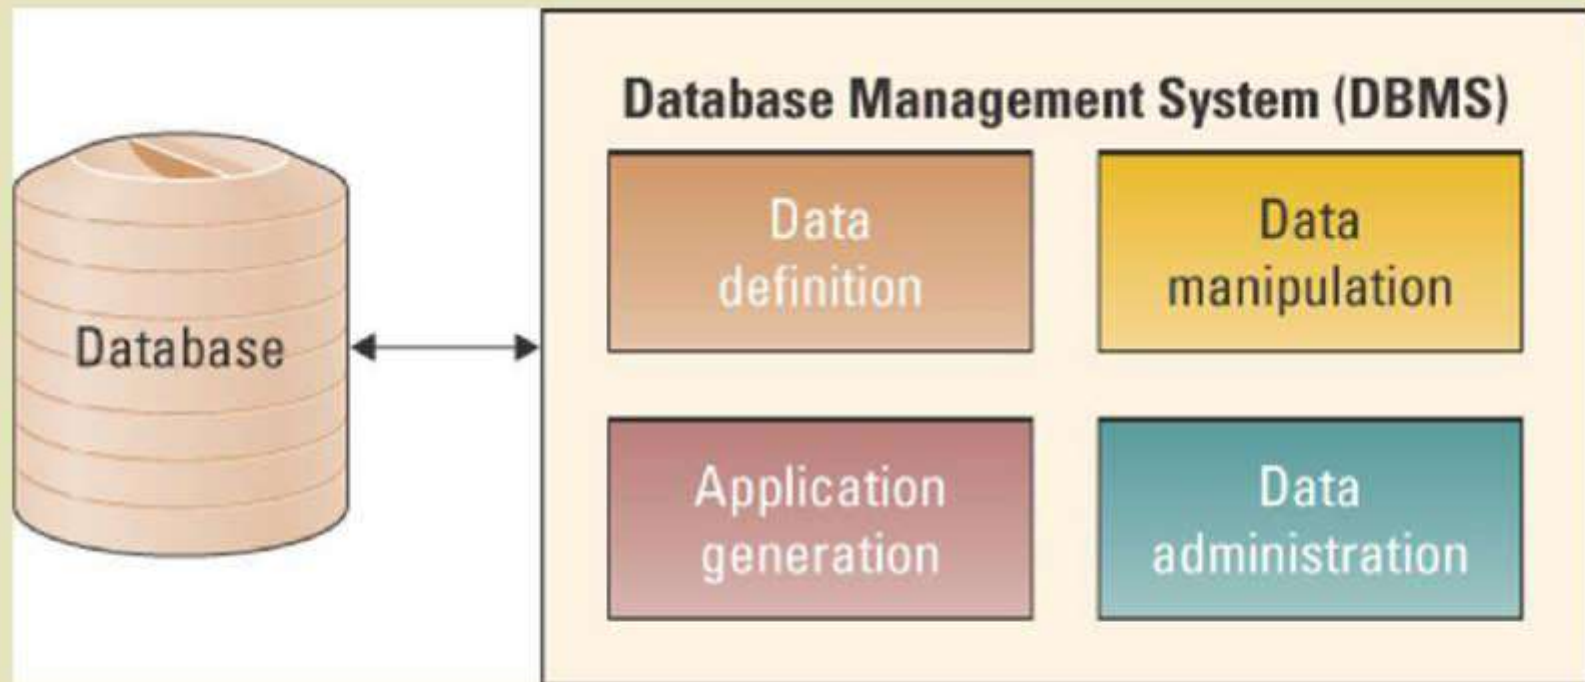 Database Management System (DBMS)
Data
definition
Data
manipulation
Database
Application
generation
Data
administration